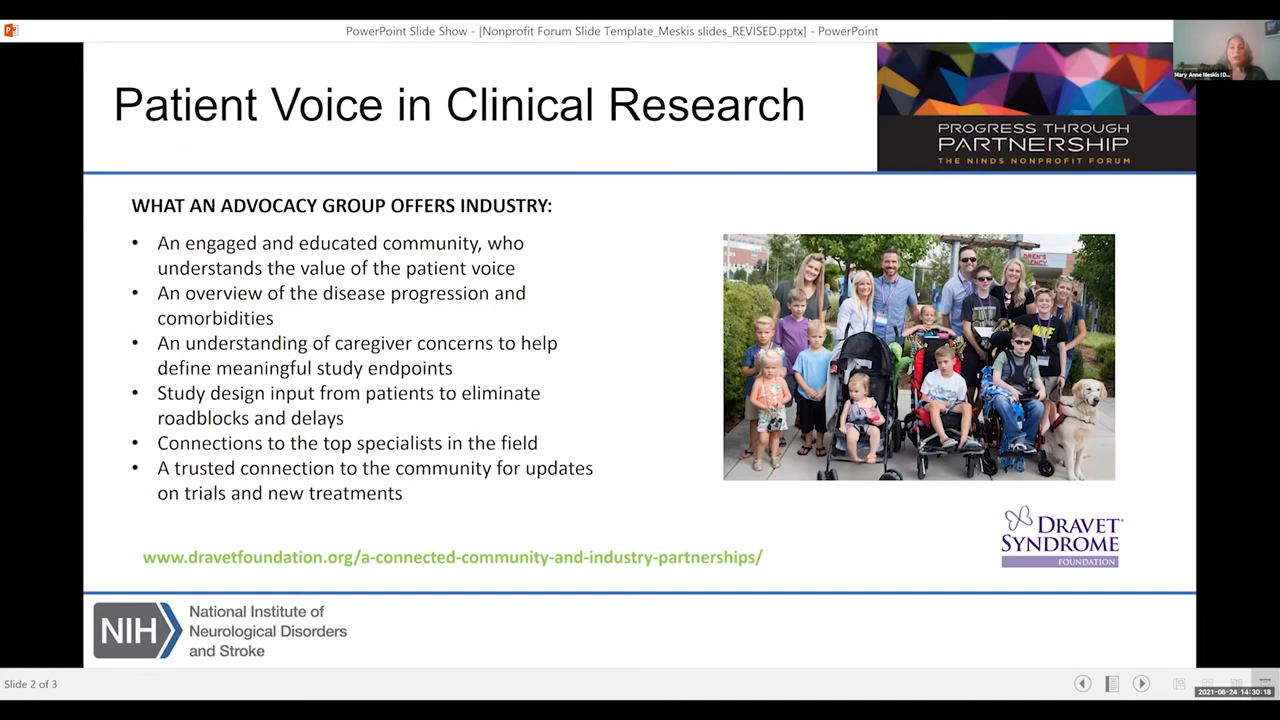 PowerPoint Slide Show - [Nonprofit Forum Slide Template_Meskis slides_REVISED.pptx] - PowerPoint
Mary Anne Meskis I D...
Patient Voice in Clinical Research
PROGRESS THROUGH
PARTNERSHIP
THE NINDS NONPROFIT FORUM
WHAT AN ADVOCACY GROUP OFFERS INDUSTRY:
• An engaged and educated community, who
understands the value of the patient voice
• An overview of the disease progression and
comorbidities
• An understanding of caregiver concerns to help
define meaningful study endpoints
• Study design input from patients to eliminate
roadblocks and delays
• Connections to the top specialists in the field
• A trusted connection to the community for updates
on trials and new treatments
www.dravetfoundation.org/a-connected-community-and-industry-partnerships/
DRAVET
SYNDROME
FOUNDATION
NIH
National Institute of
Neurological Disorders
and Stroke
Slide 2 of 3
2021-06-24 14:30:18